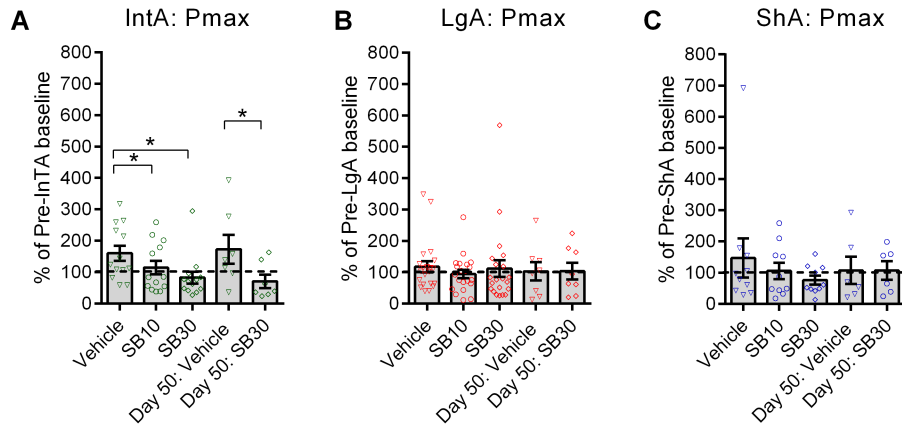 A
IntA: Pmax
% of Pre-InTA baseline
800
700
600
500
400
300
200
100
0
*
*
*
Vehicle
SB10
SB30
Day 50: Vehicle
Day 50: SB30
B
LgA: Pmax
% of Pre-LgA baseline
800
700
600
500
400
300
200
100
0
Vehicle
SB10
SB30
Day 50: Vehicle
Day 50: SB30
C
ShA: Pmax
% of Pre-ShA baseline
800
700
600
500
400
300
200
100
0
Vehicle
SB10
SB30
Day 50: Vehicle
Day 50: SB30